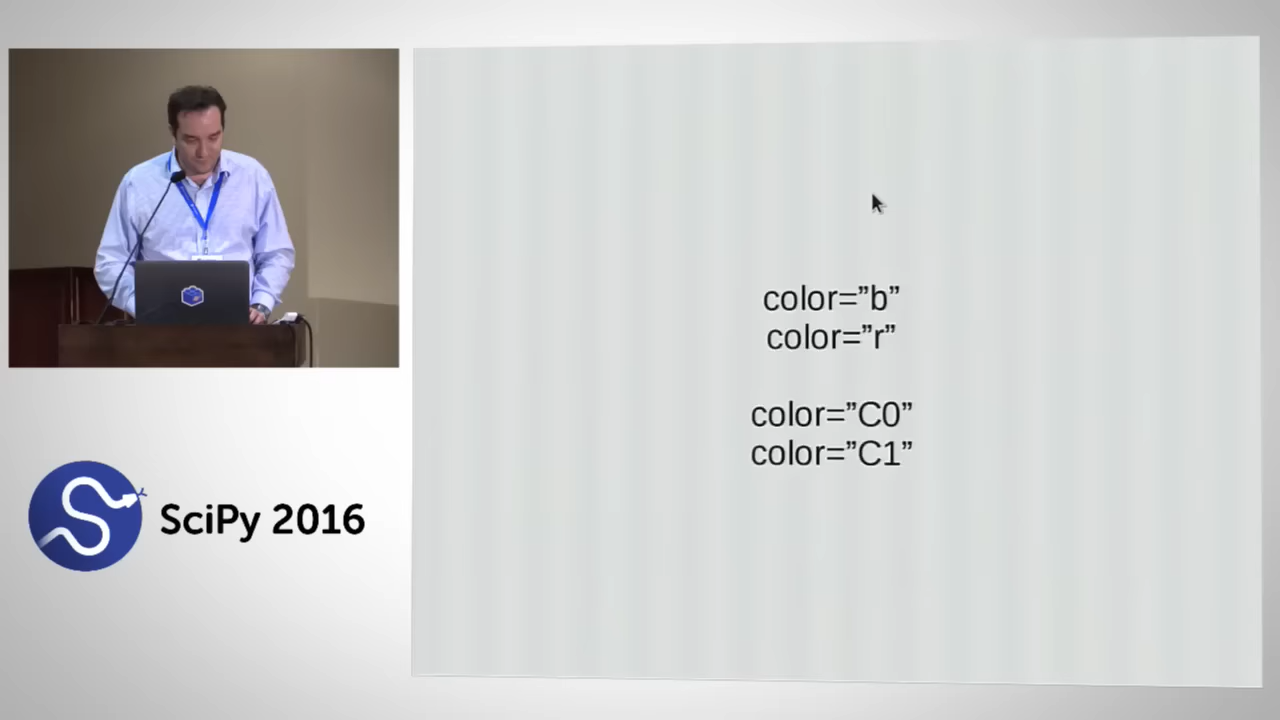 color=”b”
color=”r”
color=”C0”
color=”C1”
SciPy 2016